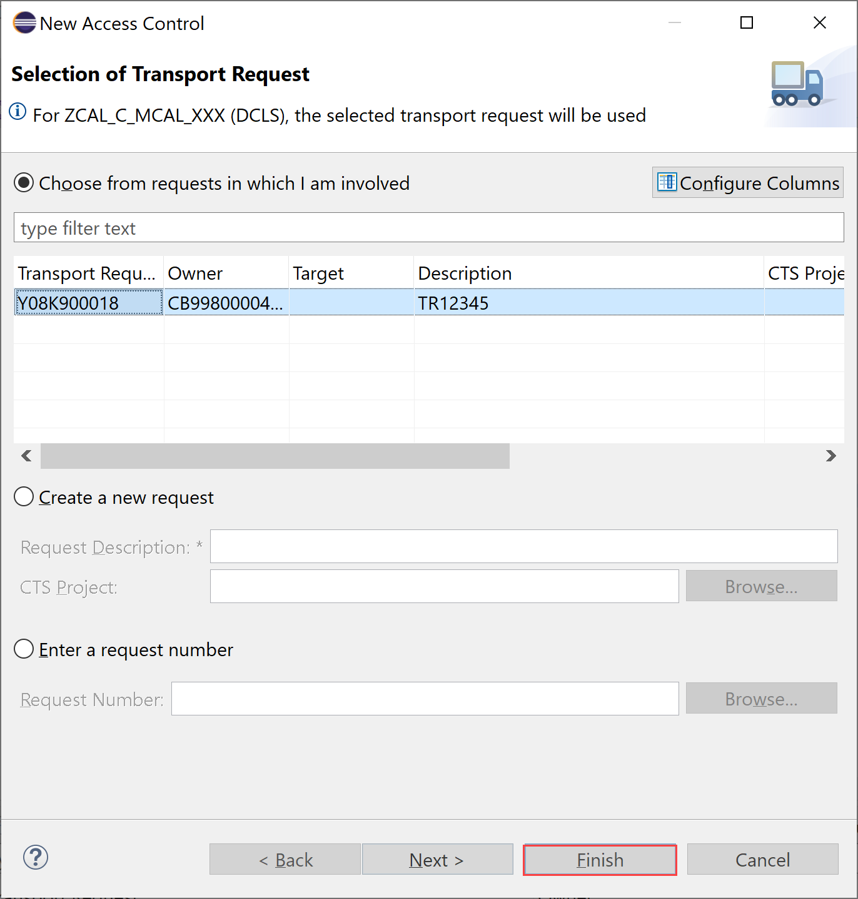 New Access Control
Selection of Transport Request
For ZCAL_C_MCAL_XXX (DCLS), the selected transport request will be used
Choose from requests in which I am involved
Configure Columns
type filter text
Transport Requ... Owner Target Description CTS Proje
Y08K900018 CB99800004... TR12345
Create a new request
Request Description: *
CTS Project:
Browse...
Enter a request number
Request Number:
Browse...
< Back Next > Finish Cancel